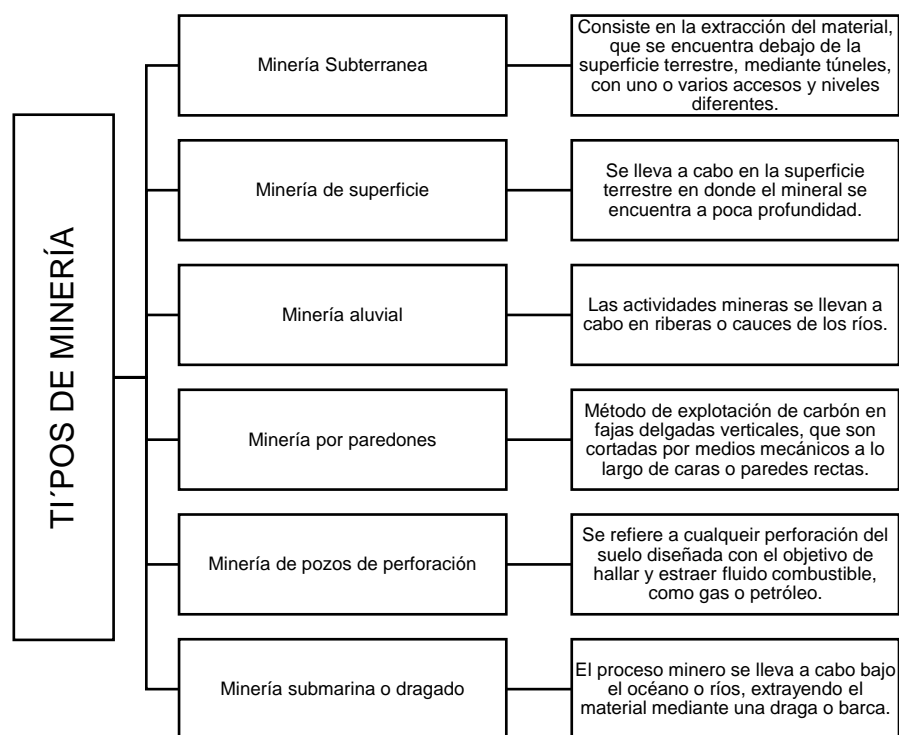 TI´POS DE MINERÍA
Minería Subterranea
Consiste en la extracción del material,
que se encuentra debajo de la
superficie terrestre, mediante túneles,
con uno o varios accesos y niveles
diferentes.
Minería de superficie
Se lleva a cabo en la superficie
terrestre en donde el mineral se
encuentra a poca profundidad.
Minería aluvial
Las actividades mineras se llevan a
cabo en riberas o cauces de los ríos.
Minería por paredones
Método de explotación de carbón en
fajas delgadas verticales, que son
cortadas por medios mecánicos a lo
largo de caras o paredes rectas.
Minería de pozos de perforación
Se refiere a cualqueir perforación del
suelo diseñada con el objetivo de
hallar y estraer fluido combustible,
como gas o petróleo.
Minería submarina o dragado
El proceso minero se lleva a cabo bajo
el océano o ríos, extrayendo el
material mediante una draga o barca.